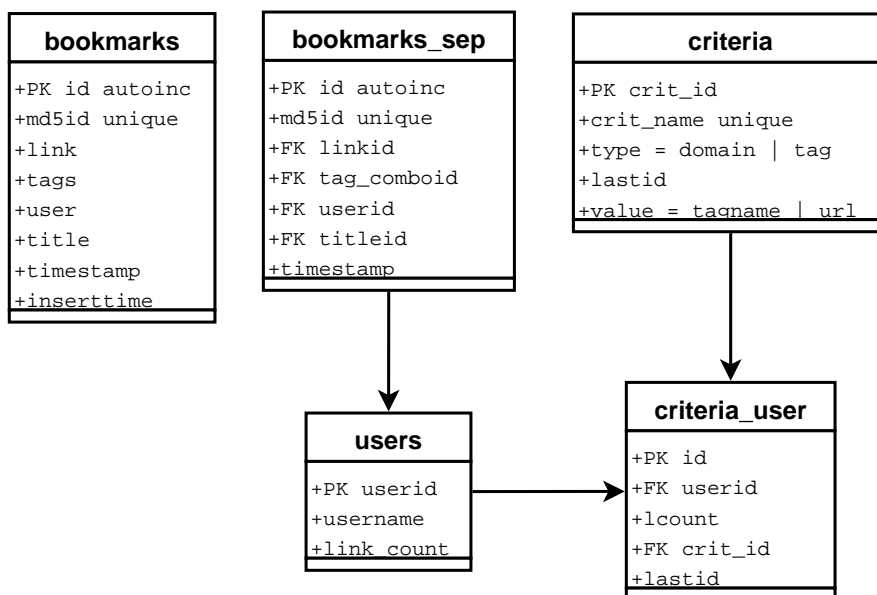 bookmarks
+PK id autoinc
+md5id unique
+link
+tags
+user
+title
+timestamp
+inserttime
bookmarks_sep
+PK id autoinc
+md5id unique
+FK linkid
+FK tag_comboid
+FK userid
+FK titleid
+timestamp
criteria
+PK crit_id
+crit_name unique
+type = domain | tag
+lastid
+value = tagname | url
users
+PK userid
+username
+link_count
criteria_user
+PK id
+FK userid
+lcount
+FK crit_id
+lastid